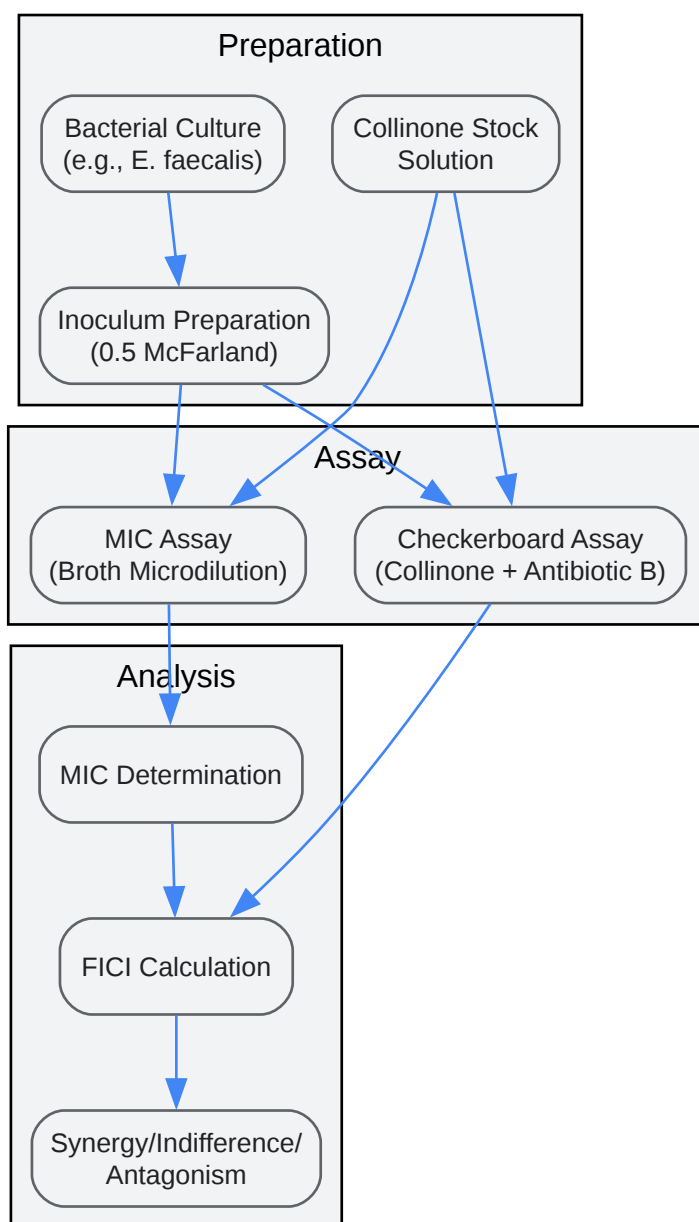 Preparation
Bacterial Culture
(e.g., E. faecalis)
Collinone Stock
Solution
Inoculum Preparation
(0.5 McFarland)
Assay
MIC Assay
(Broth Microdilution)
Checkerboard Assay
(Collinone + Antibiotic B)
Analysis
MIC Determination
FICI Calculation
Synergy/Indifference/
Antagonism